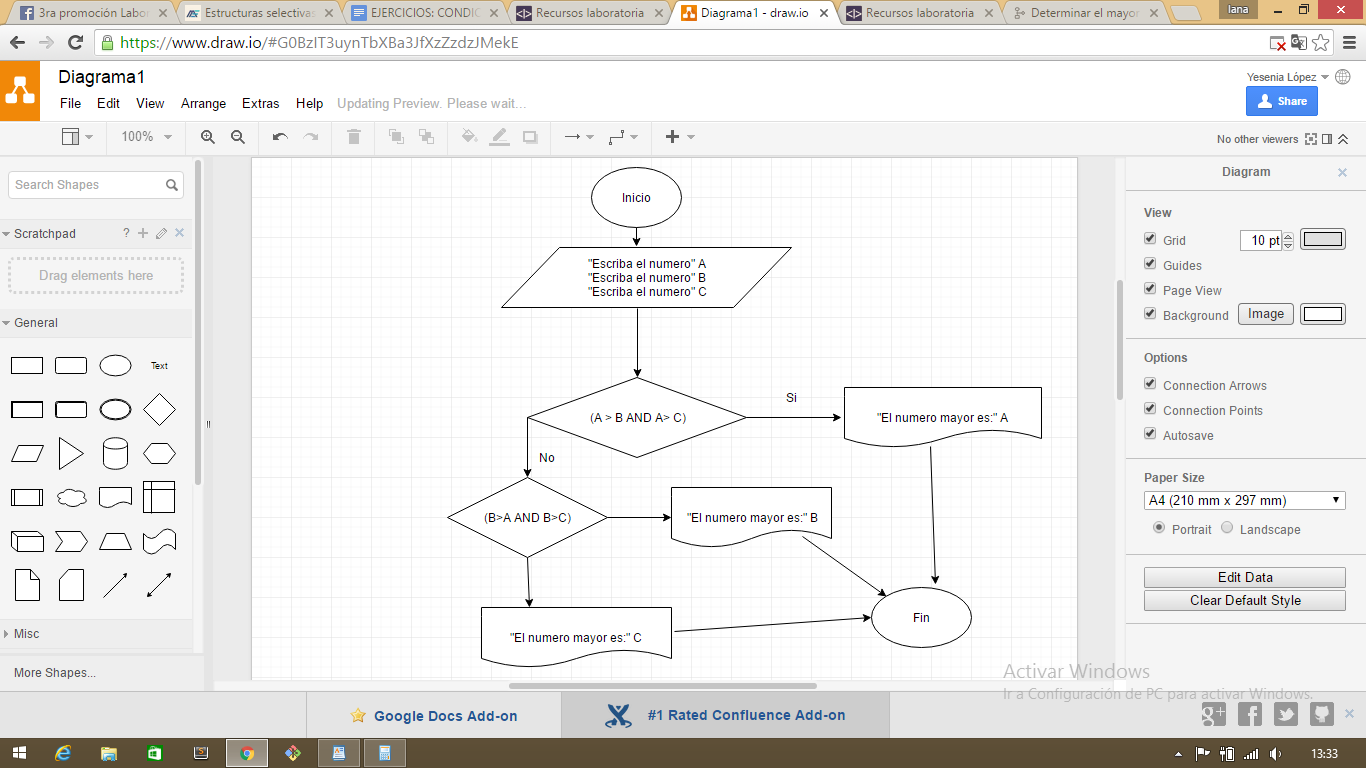 3ra promoción Labor
Estructuras selectivas
EJERCICIOS: CONDIC
Recursos laboratoria
Diagrama1 - draw.io
Recursos laboratoria
Determinar el mayor
Iana
https://www.draw.io/#G0BzIT3uynTbXBa3JfXzZzdzJMekE
Diagrama1
Yesenia López
File Edit View Arrange Extras Help Updating Preview. Please wait...
Share
100%
No other viewers
Search Shapes
Scratchpad ?
Drag elements here
General
Text
Misc
More Shapes...
Inicio
"Escriba el numero" A
"Escriba el numero" B
"Escriba el numero" C
(A > B AND A> C)
Si
"El numero mayor es:" A
No
(B>A AND B>C)
"El numero mayor es:" B
"El numero mayor es:" C
Fin
Diagram
View
Grid 10 pt
Guides
Page View
Background Image
Options
Connection Arrows
Connection Points
Autosave
Paper Size
A4 (210 mm x 297 mm)
Portrait Landscape
Edit Data
Clear Default Style
Activar Windows
Ir a Configuración de PC para activar Windows.
Google Docs Add-on
#1 Rated Confluence Add-on
13:33